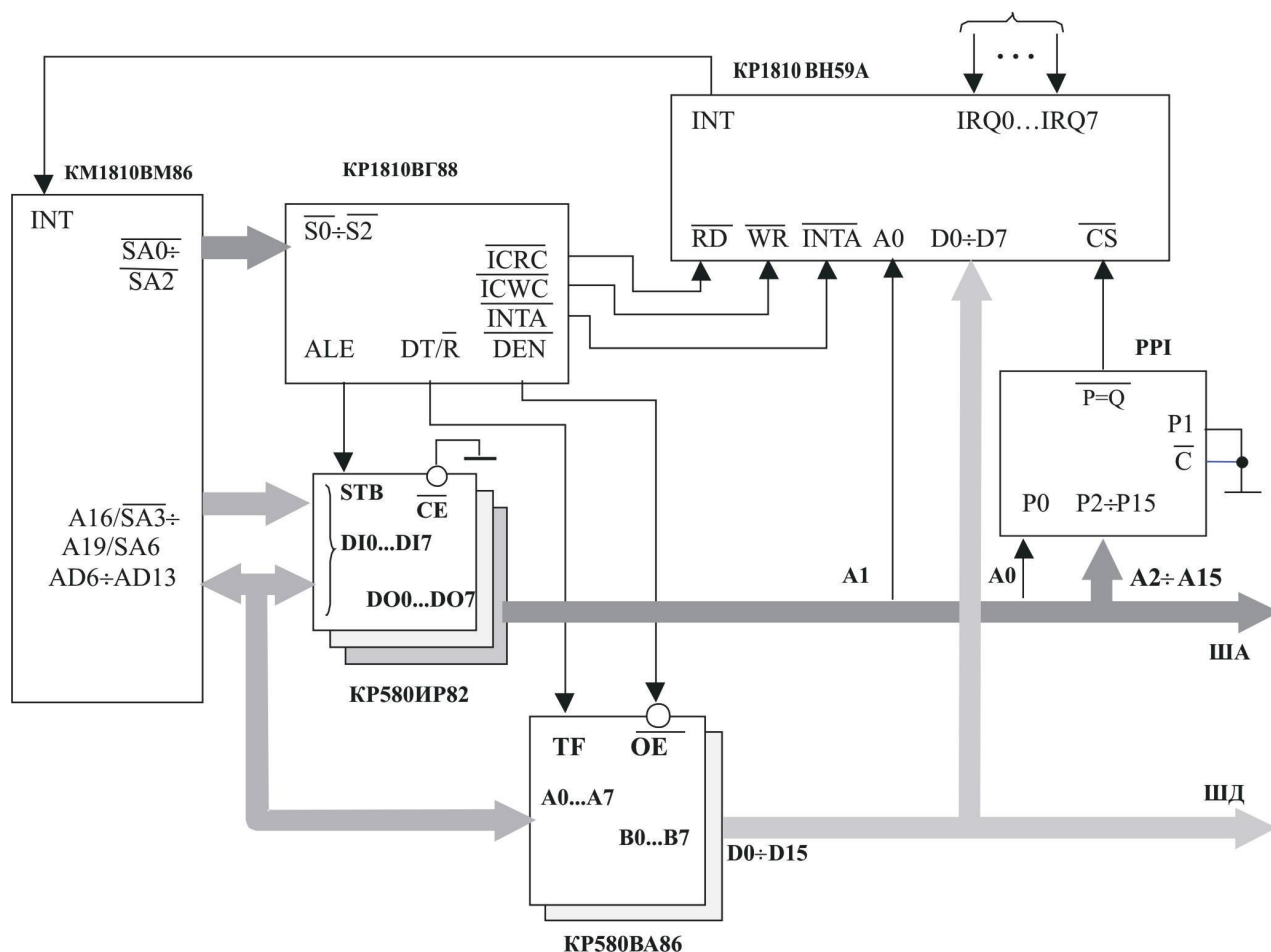 КР1810 ВН59А
INT
IRQ0…IRQ7
RD WR INTA A0 D0÷D7 CS
КМ1810ВМ86
INT
SA0÷
SA2
A16/SA3÷
A19/SA6
AD6÷AD13
КР1810ВГ88
S0÷S2
ICRC
ICWC
INTA
ALE DT/R DEN
STB
CE
DI0...DI7
DO0...DO7
КР580ИР82
PPI
P=Q
P1
C
P0 P2÷P15
A1
A0
A2÷A15
ША
TF OE
A0...A7
B0...B7
D0÷D15
ШД
КР580ВА86